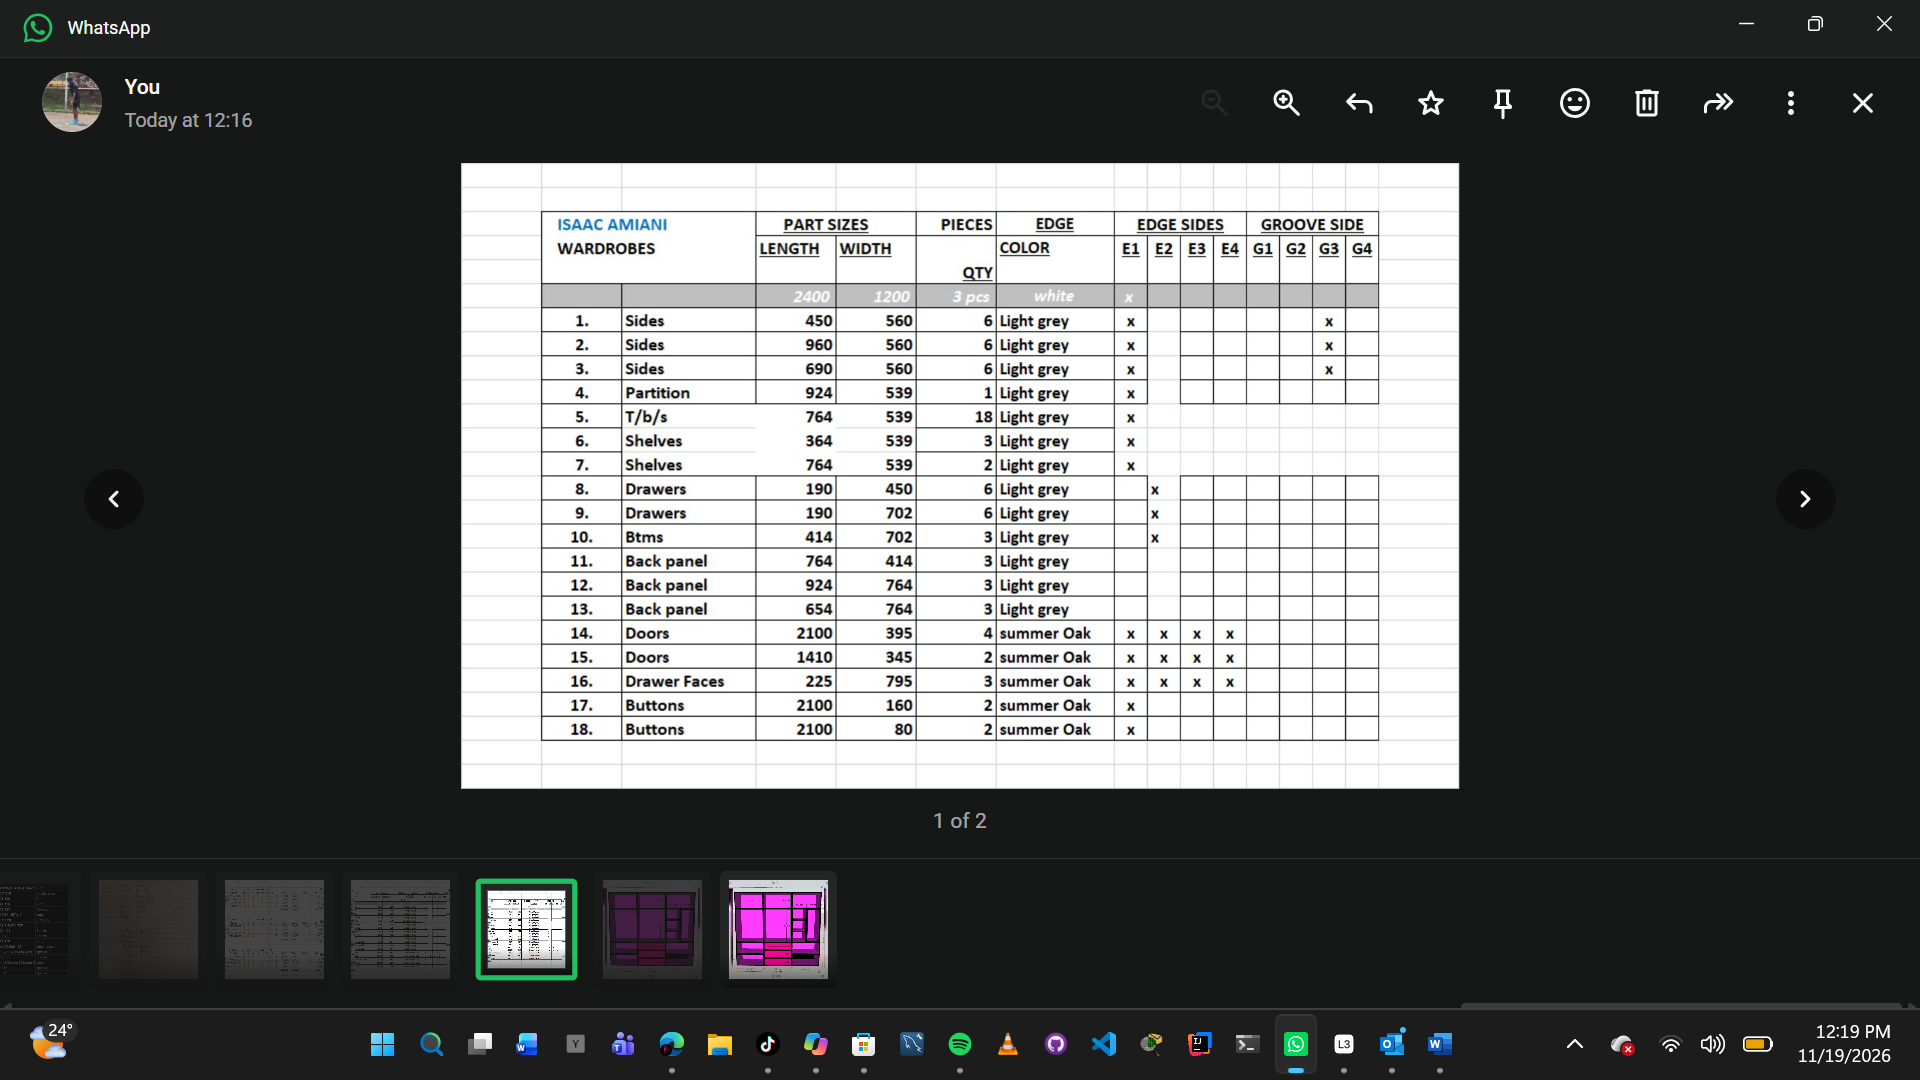 WhatsApp
You
Today at 12:16
ISAAC AMIANI PART SIZES PIECES EDGE EDGE SIDES GROOVE SIDE
WARDROBES LENGTH WIDTH COLOR E1 E2 E3 E4 G1 G2 G3 G4
QTY
2400 1200 3 pcs white x
1. Sides 450 560 6 Light grey x x
2. Sides 960 560 6 Light grey x x
3. Sides 690 560 6 Light grey x x
4. Partition 924 539 1 Light grey x
5. T/b/s 764 539 18 Light grey x
6. Shelves 364 539 3 Light grey x
7. Shelves 764 539 2 Light grey x
8. Drawers 190 450 6 Light grey x
9. Drawers 190 702 6 Light grey x
10. Btms 414 702 3 Light grey x
11. Back panel 764 414 3 Light grey
12. Back panel 924 764 3 Light grey
13. Back panel 654 764 3 Light grey
14. Doors 2100 395 4 summer Oak x x x x
15. Doors 1410 345 2 summer Oak x x x x
16. Drawer Faces 225 795 3 summer Oak x x x x
17. Buttons 2100 160 2 summer Oak x
18. Buttons 2100 80 2 summer Oak x
1 of 2
24°
12:19 PM
11/19/2026